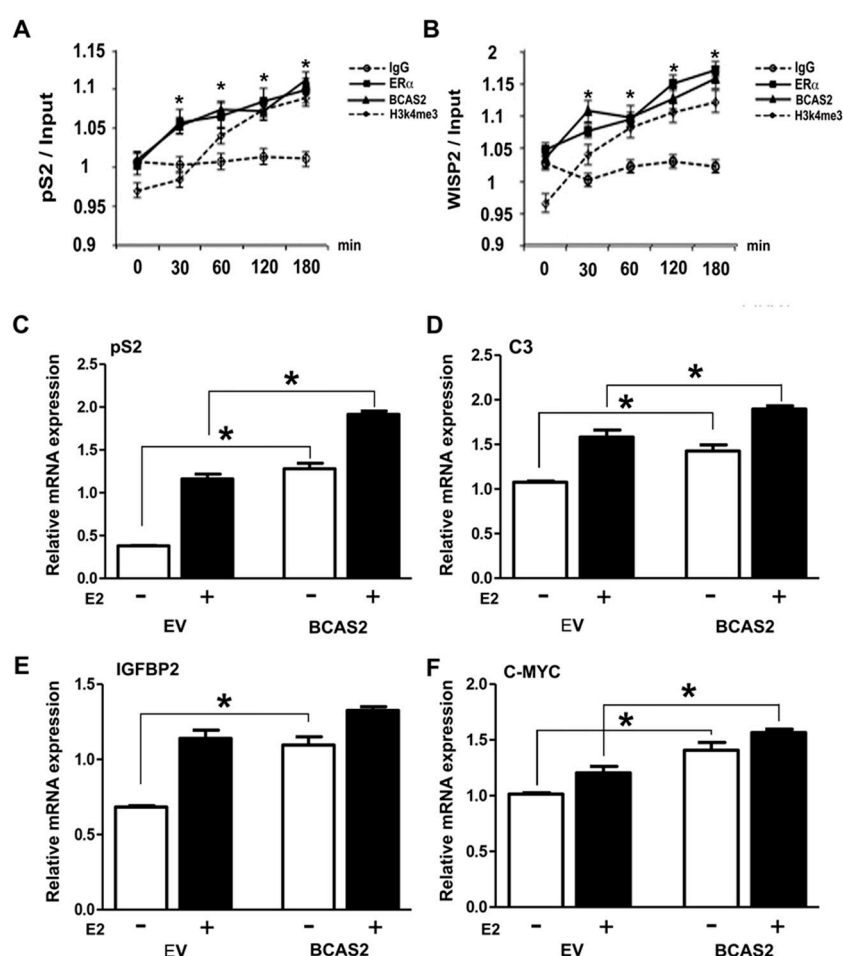 A
pS2 / Input
1.15
1.1
1.05
1
0.95
0.9
0 30 60 120 180
min
*
*
*
*
IgG
ERα
BCAS2
H3k4me3
B
WISP2 / Input
2
1.15
1.1
1.05
1
0.95
0.9
0 30 60 120 180
min
*
*
*
*
IgG
ERα
BCAS2
H3k4me3
C
pS2
Relative mRNA expression
2.5
2.0
1.5
1.0
0.5
0.0
*
*
E2 - + - +
EV BCAS2
D
C3
Relative mRNA expression
2.5
2.0
1.5
1.0
0.5
0.0
*
*
E2 - + - +
EV BCAS2
E
IGFBP2
Relative mRNA expression
1.5
1.0
0.5
0.0
*
E2 - + - +
EV BCAS2
F
C-MYC
Relative mRNA expression
2.0
1.5
1.0
0.5
0.0
*
*
E2 - + - +
EV BCAS2